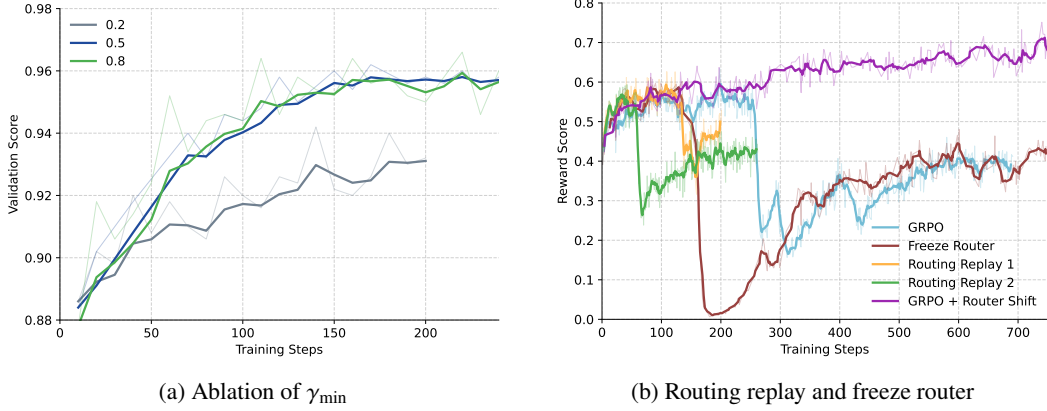 0.98
0.96
0.94
0.92
0.90
0.88
0
50
100
150
200
Validation Score
Training Steps
0.2
0.5
0.8
(a) Ablation of γmin
0.8
0.7
0.6
0.5
0.4
0.3
0.2
0.1
0.0
0
100
200
300
400
500
600
700
Reward Score
Training Steps
GRPO
Freeze Router
Routing Replay 1
Routing Replay 2
GRPO + Router Shift
(b) Routing replay and freeze router